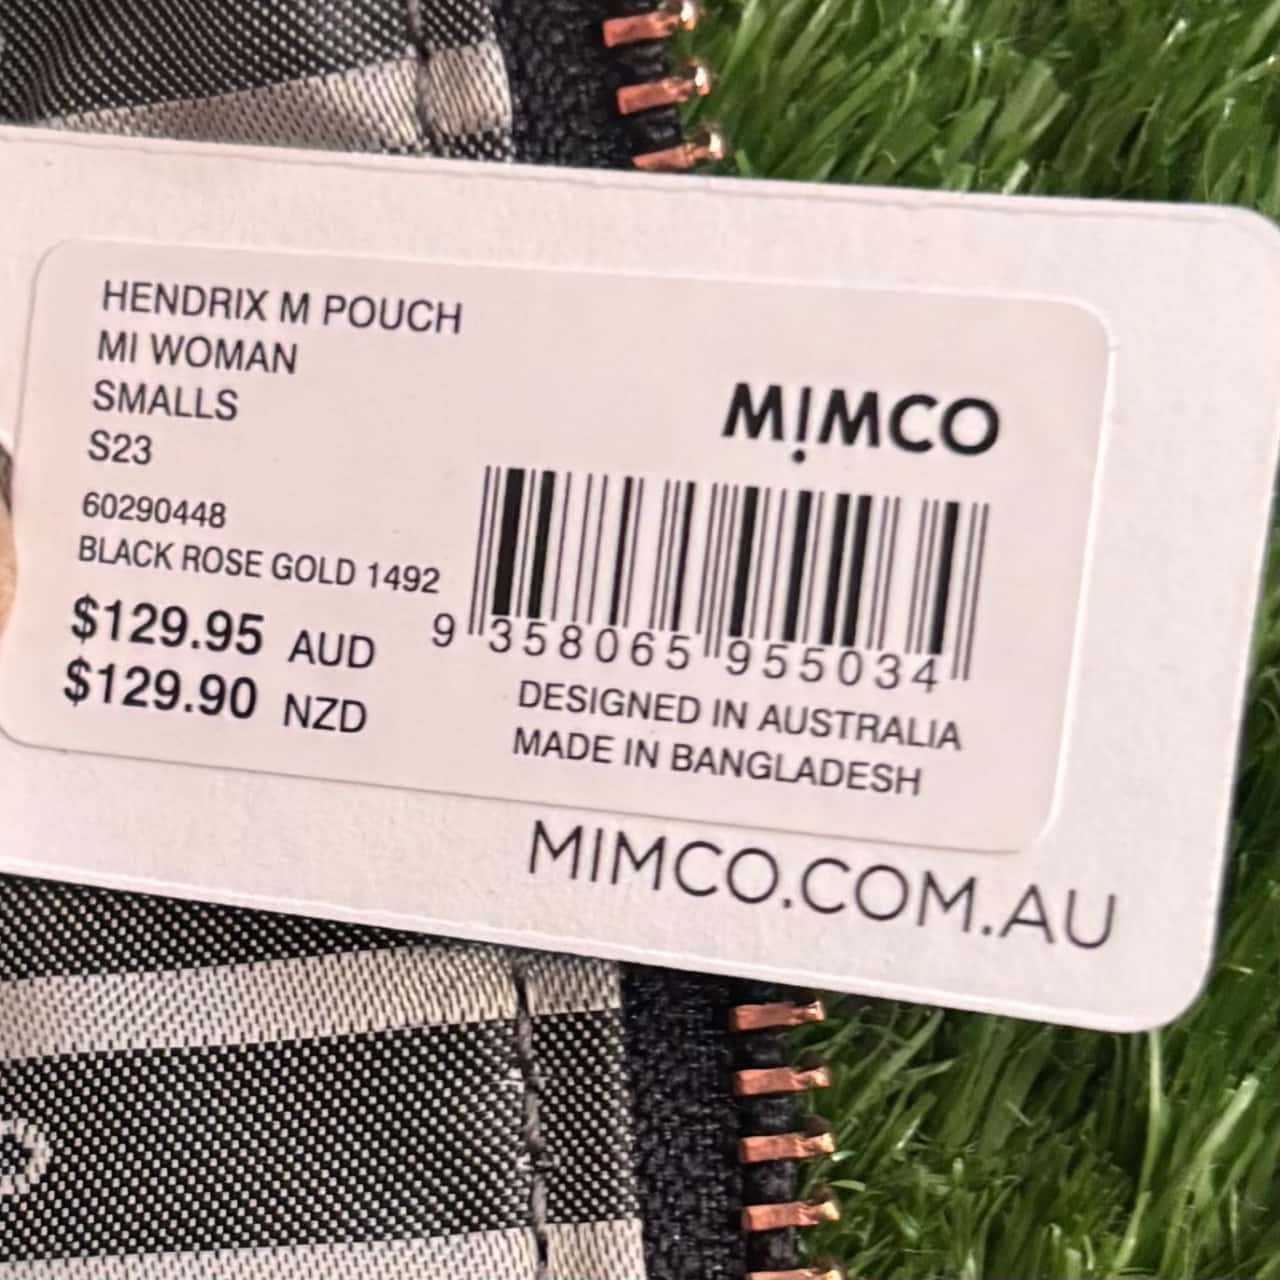 HENDRIX M POUCH
MI WOMAN
SMALLS
S23
60290448
BLACK ROSE GOLD 1492
$129.95 AUD
$129.90 NZD
MIMCO
9 358065 955034
DESIGNED IN AUSTRALIA
MADE IN BANGLADESH
MIMCO.COM.AU